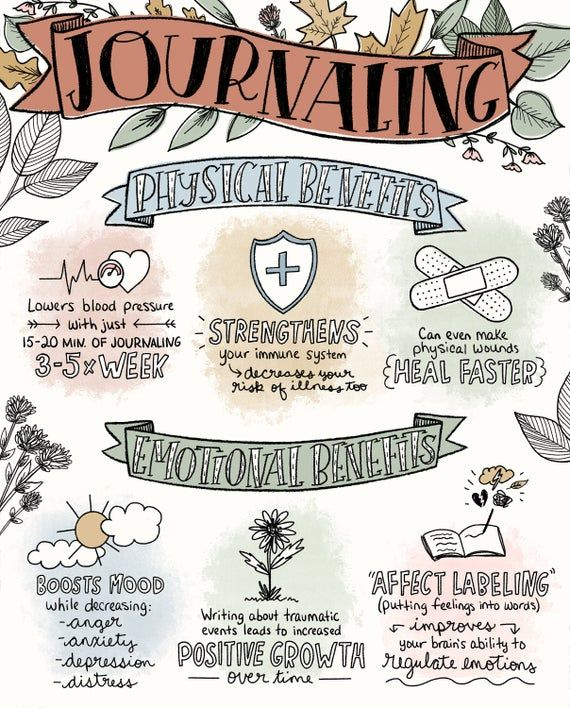 JOURNALING
PHYSICAL BENEFITS
Lowers blood pressure
with just
15-20 MIN. OF JOURNALING
3-5x WEEK
STRENGTHENS
your immune system
decreases your
risk of illness too
Can even make
physical wounds
HEAL FASTER
EMOTIONAL BENEFITS
BOOSTS MOOD
while decreasing:
-anger
-anxiety
-depression
-distress
Writing about traumatic
events leads to increased
POSITIVE GROWTH
over time
"AFFECT LABELING"
(putting feelings into words)
improves
your brain's ability to
regulate emotions